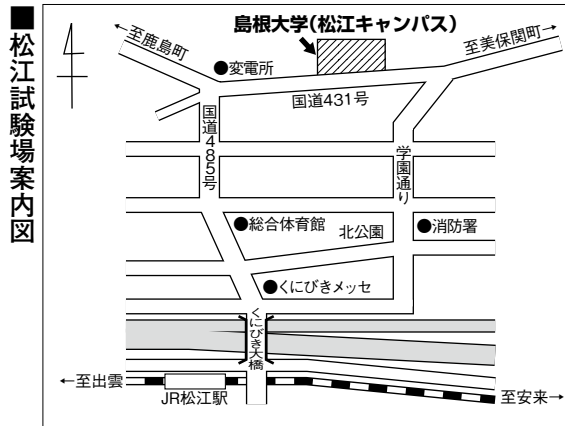 ■松江試験場案内図
島根大学(松江キャンパス)
←至鹿島町
至美保関町→
●変電所
国道431号
国道485号
学園通り
●総合体育館
北公園
●消防署
●くにびきメッセ
くにびき大橋
←至出雲
JR松江駅
至安来→